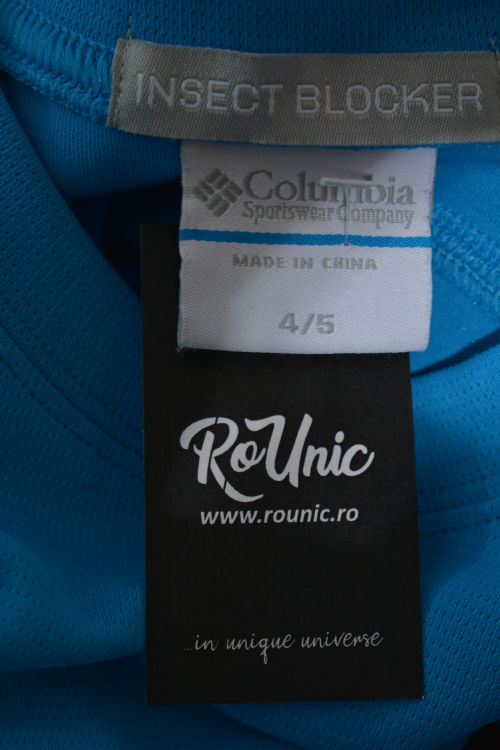 INSECT BLOCKER
Columbia
Sportswear Company
MADE IN CHINA
4/5
RoUnic
www.rounic.ro
...in unique universe